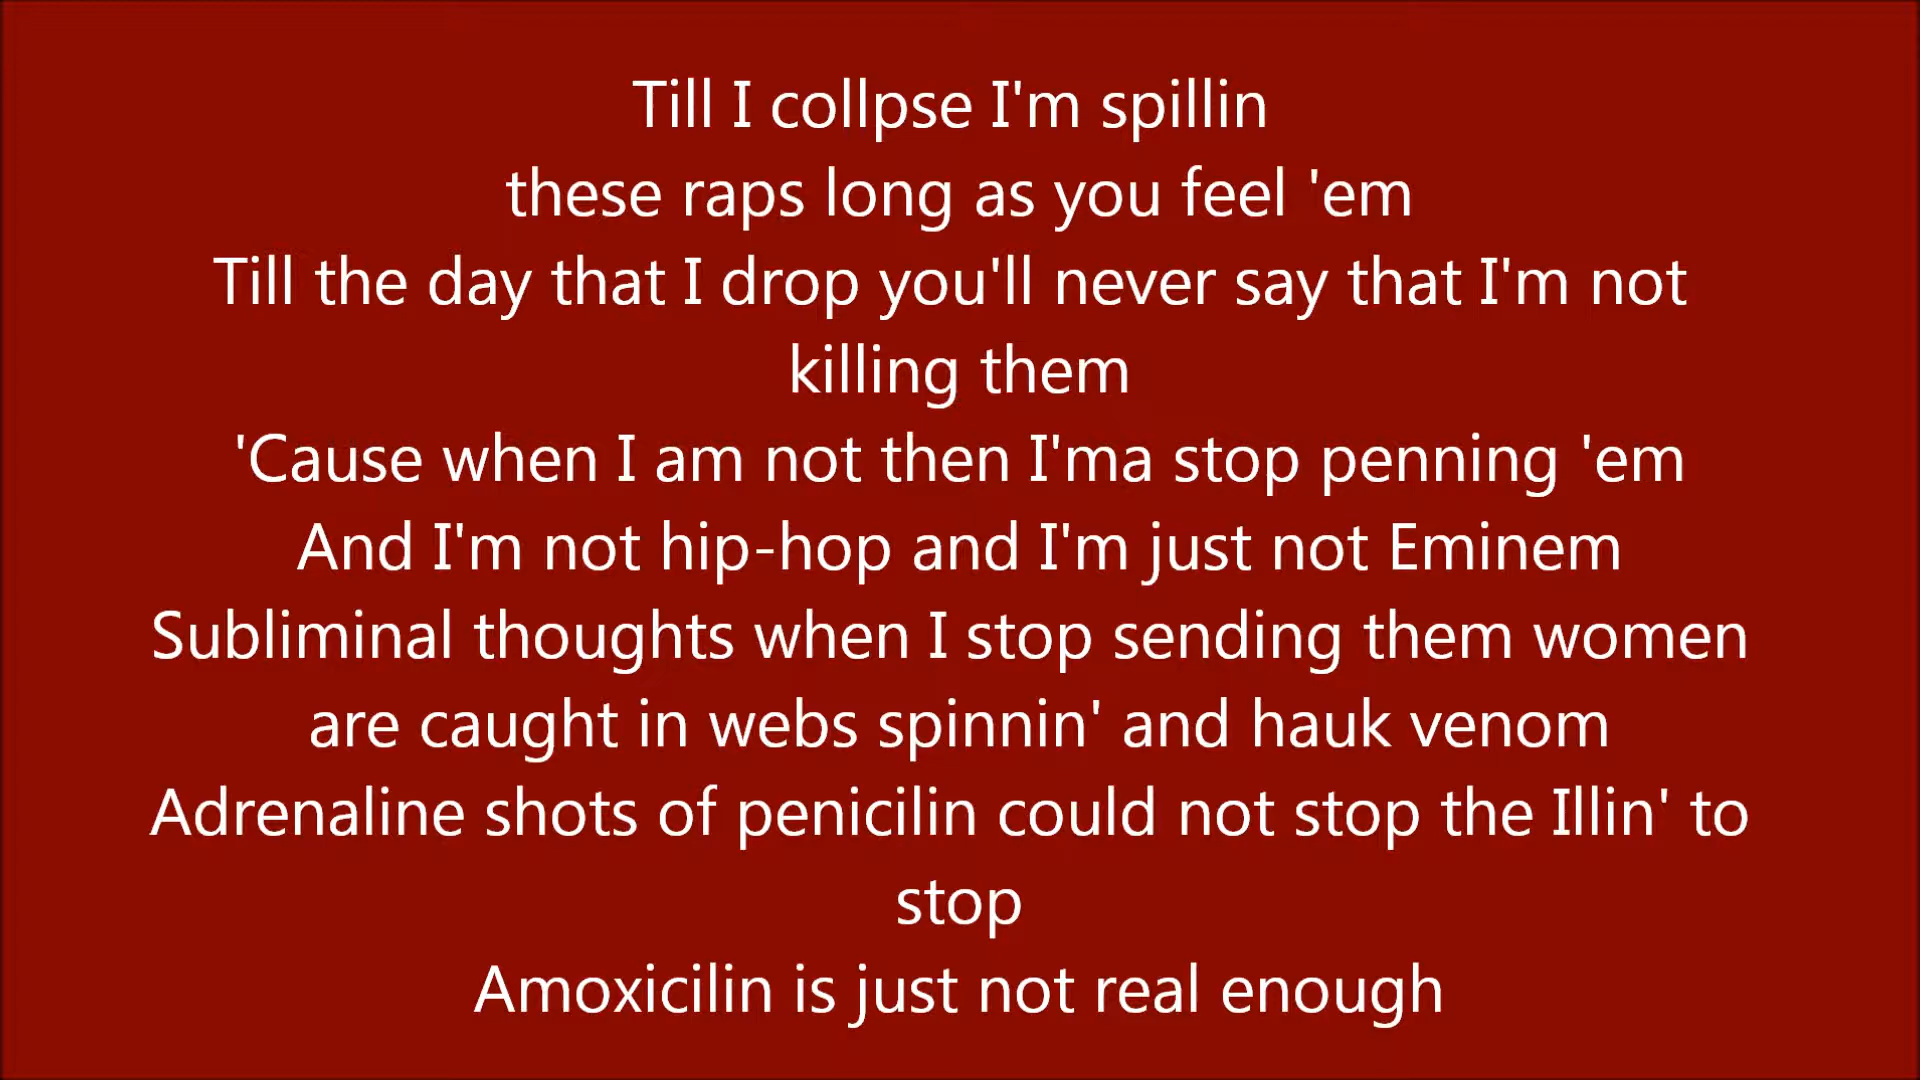 Till I collpse I'm spillin
these raps long as you feel 'em
Till the day that I drop you'll never say that I'm not
killing them
'Cause when I am not then I'ma stop penning 'em
And I'm not hip-hop and I'm just not Eminem
Subliminal thoughts when I stop sending them women
are caught in webs spinnin' and hauk venom
Adrenaline shots of penicilin could not stop the Illin' to
stop
Amoxicilin is just not real enough